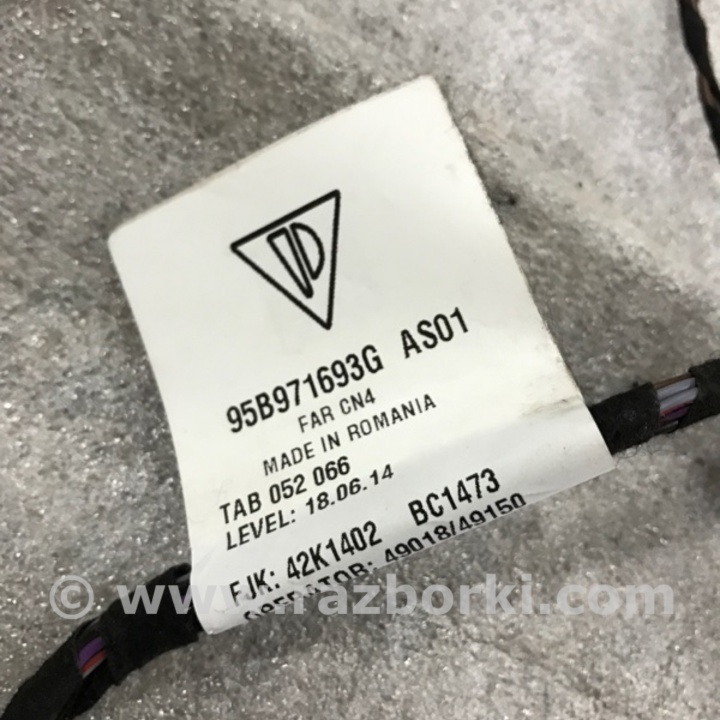 95B971693G AS01
FAR CN4
MADE IN ROMANIA
TAB 052 066
LEVEL: 18.06.14
FJK: 42K1402 BC1473
OPERATOR: 49018/49150
© www.razborki.com